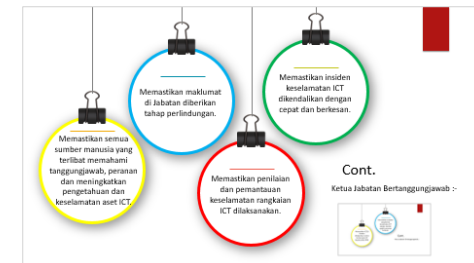 Memastikan semua
sumber manusia yang
terlibat memahami
tanggungjawab, peranan
dan meningkatkan
pengetahuan dan
keselamatan aset ICT.
Memastikan maklumat
di Jabatan diberikan
tahap perlindungan.
Memastikan penilaian
dan pemantauan
keselamatan rangkaian
ICT dilaksanakan.
Memastikan insiden
keselamatan ICT
dikendalikan dengan
cepat dan berkesan.
Cont.
Ketua Jabatan Bertanggungjawab :-